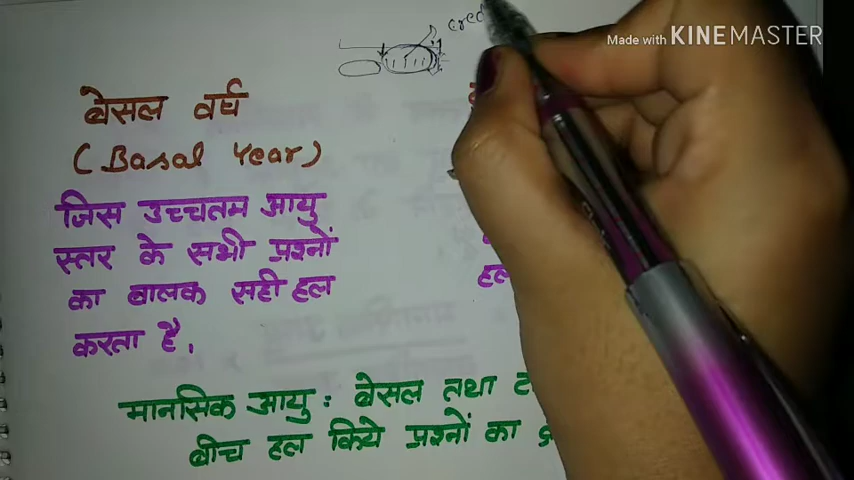 Made with KINEMASTER
बेसल वर्ष
(Basal Year)
जिस उच्चतम आयु
स्तर के सभी प्रश्नों
का बालक सही हल
हल
करता है.
मानसिक आयु : बेसल तथा
बीच हल किये प्रश्नों का